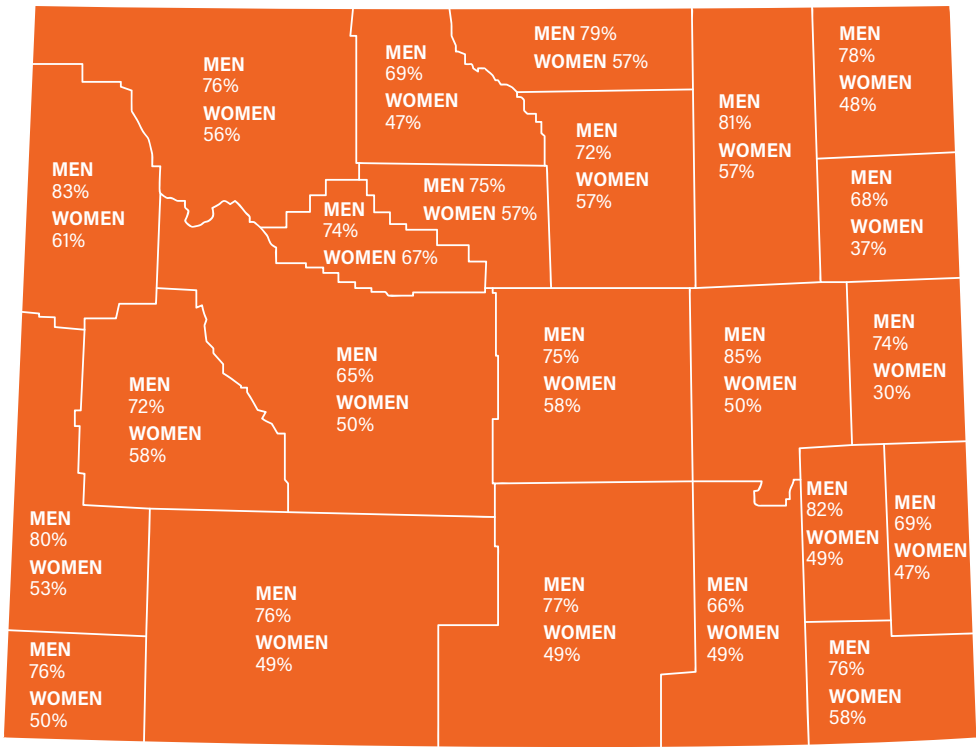 MEN
76%
WOMEN
56%
MEN
69%
WOMEN
47%
MEN 79%
WOMEN 57%
MEN
81%
WOMEN
57%
MEN
78%
WOMEN
48%
MEN
83%
WOMEN
61%
MEN
74%
WOMEN 67%
MEN 75%
WOMEN 57%
MEN
72%
WOMEN
57%
MEN
68%
WOMEN
37%
MEN
72%
WOMEN
58%
MEN
65%
WOMEN
50%
MEN
75%
WOMEN
58%
MEN
85%
WOMEN
50%
MEN
74%
WOMEN
30%
MEN
80%
WOMEN
53%
MEN
76%
WOMEN
49%
MEN
77%
WOMEN
49%
MEN
66%
WOMEN
49%
MEN
82%
WOMEN
49%
MEN
69%
WOMEN
47%
MEN
76%
WOMEN
50%
MEN
76%
WOMEN
58%